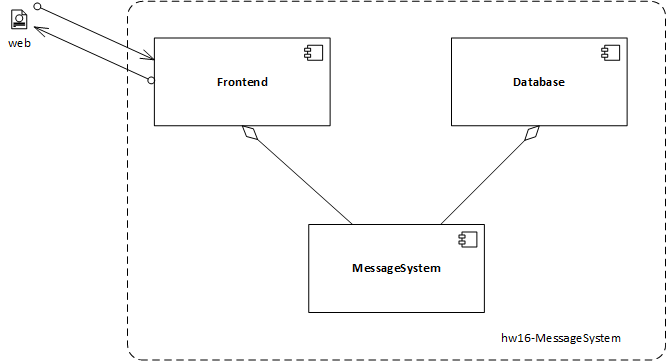 web
Frontend
Database
MessageSystem
hw16-MessageSystem